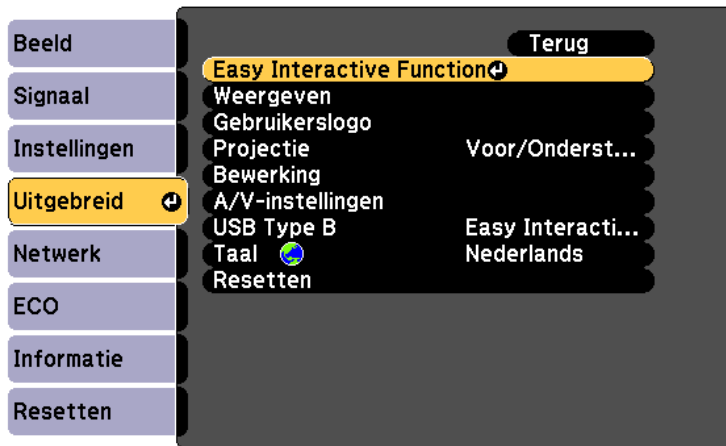 Beeld
Signaal
Instellingen
Uitgebreid
Netwerk
ECO
Informatie
Resetten
Terug
Easy Interactive Function
Weergeven
Gebruikerslogo
Projectie Voor/Onderst...
Bewerking
A/V-instellingen
USB Type B Easy Interacti...
Taal Nederlands
Resetten